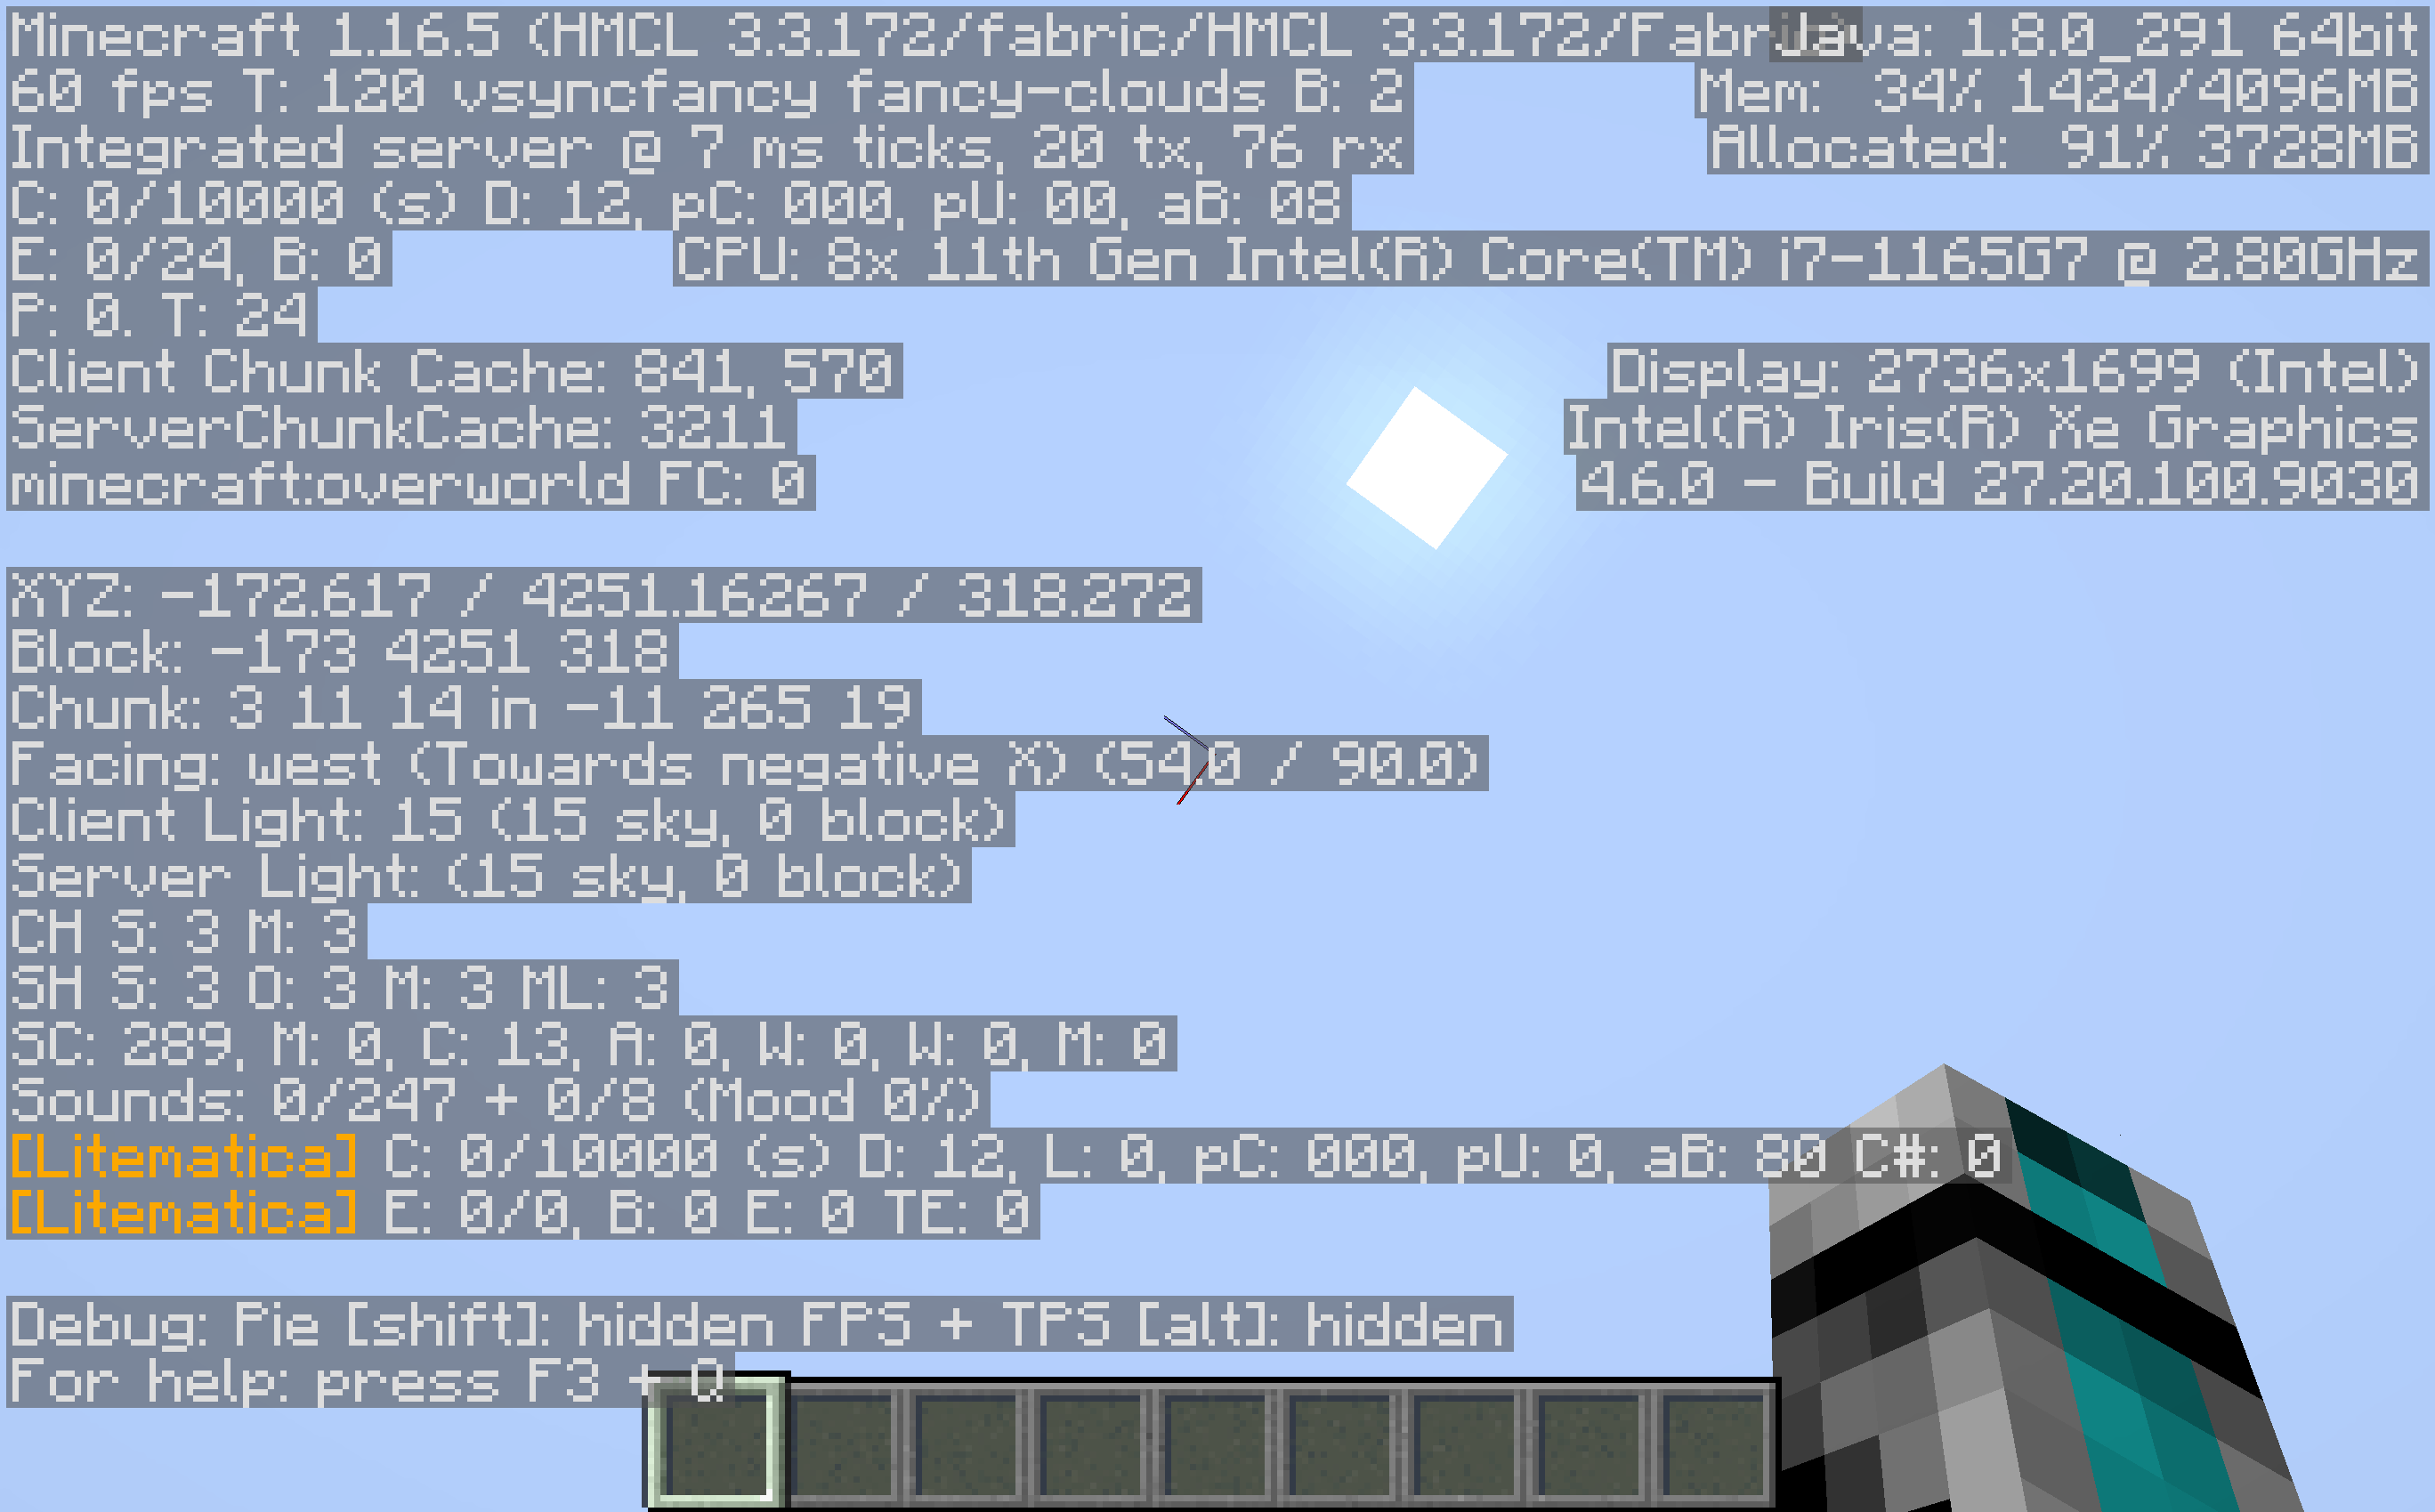 Minecraft 1.16.5 (HMCL 3.3.172/fabric/HMCL 3.3.172/Fabr
Java: 1.8.0_291 64bit
60 fps T: 120 vsyncfancy fancy-clouds B: 2
Mem: 34% 1424/4096MB
Integrated server @ 7 ms ticks, 20 tx, 76 rx
Allocated: 91% 3728MB
C: 0/10000 (s) D: 12, pC: 000, pU: 00, aB: 08
E: 0/24, B: 0
CPU: 8x 11th Gen Intel(R) Core(TM) i7-1165G7 @ 2.80GHz
P: 0. T: 24
Client Chunk Cache: 841, 570
Display: 2736x1699 (Intel)
ServerChunkCache: 3211
Intel(R) Iris(R) Xe Graphics
minecraft:overworld FC: 0
4.6.0 - Build 27.20.100.9030
XYZ: -172.617 / 4251.16267 / 318.272
Block: -173 4251 318
Chunk: 3 11 14 in -11 265 19
Facing: west (Towards negative X) (54.0 / 90.0)
Client Light: 15 (15 sky, 0 block)
Server Light: (15 sky, 0 block)
CH S: 3 M: 3
SH S: 3 O: 3 M: 3 ML: 3
SC: 289, M: 0, C: 13, A: 0, W: 0, W: 0, M: 0
Sounds: 0/247 + 0/8 (Mood 0%)
[Litematica] C: 0/10000 (s) D: 12, L: 0, pC: 000, pU: 0, aB: 80 C#: 0
[Litematica] E: 0/0, B: 0 E: 0 TE: 0
Debug: Pie [shift]: hidden FPS + TPS [alt]: hidden
For help: press F3 + Q